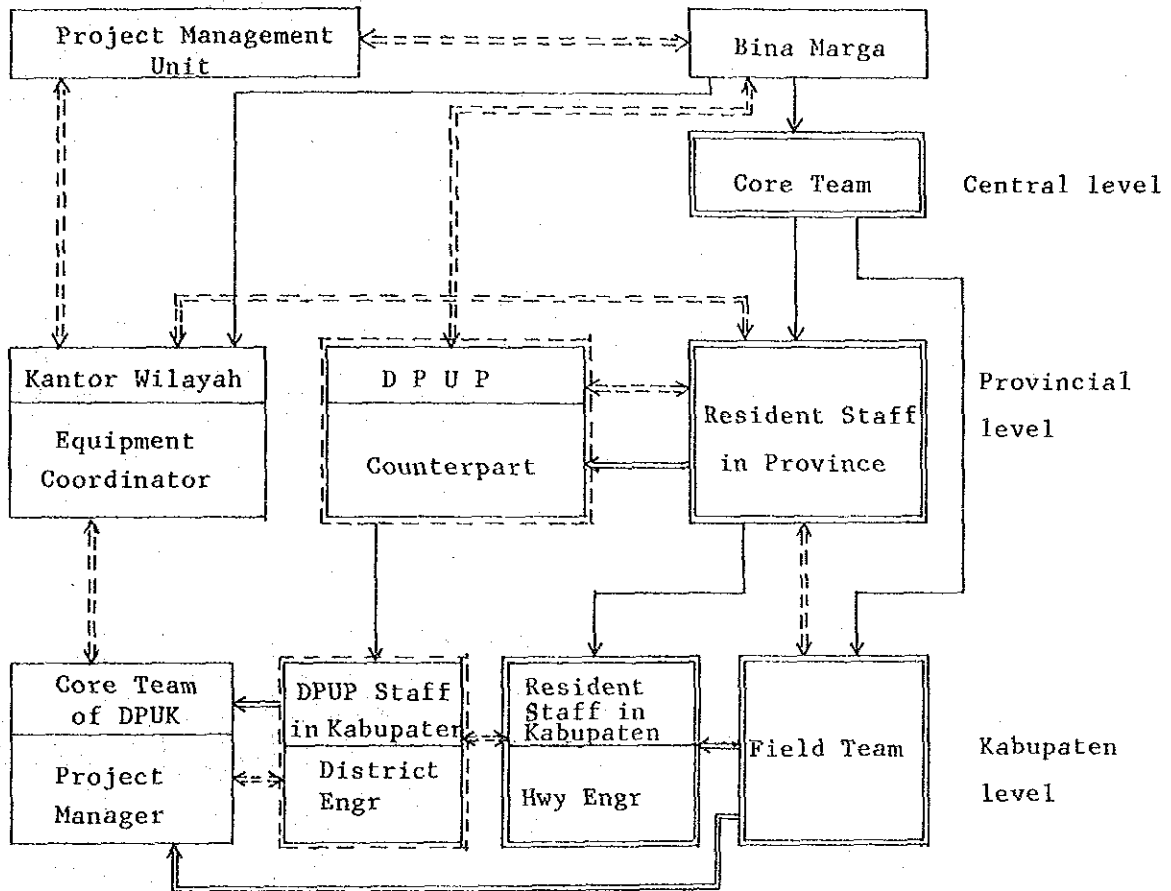 Project Management
Unit
Bina Marga
Core Team
Central level
Kantor Wilayah
Equipment
Coordinator
D P U P
Counterpart
Resident Staff
in Province
Provincial
level
Core Team
of DPUK
Project
Manager
DPUP Staff
in Kabupaten
District
Engr
Resident
Staff in
Kabupaten
Hwy Engr
Field Team
Kabupaten
level